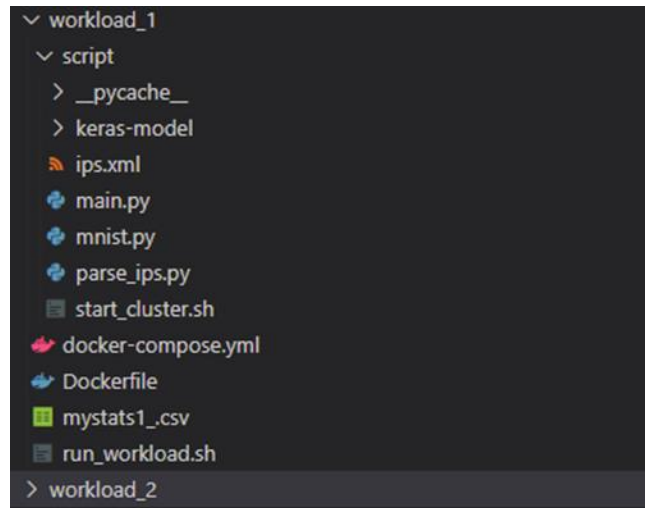 workload_1
script
__pycache__
keras-model
ips.xml
main.py
mnist.py
parse_ips.py
start_cluster.sh
docker-compose.yml
Dockerfile
mystats1_.csv
run_workload.sh
workload_2